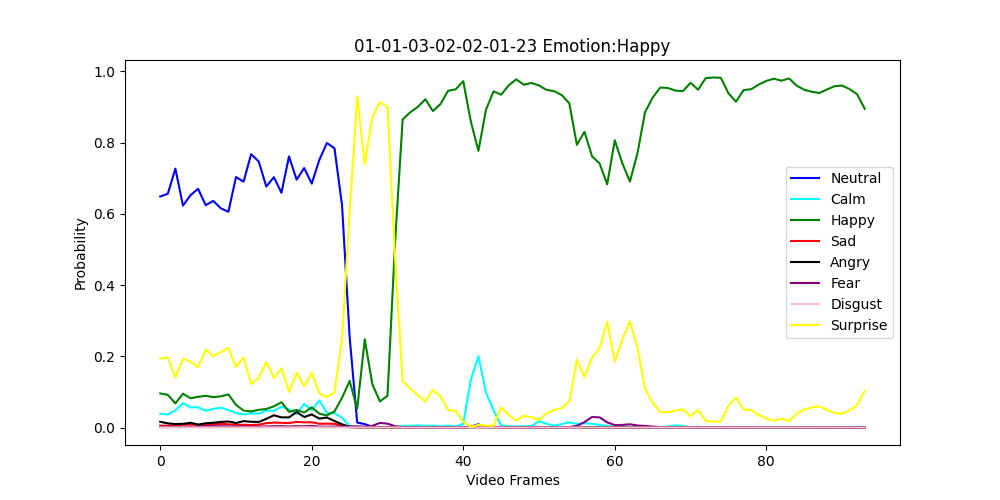 01-01-03-02-02-01-23 Emotion:Happy
1.0
0.8
0.6
0.4
0.2
0.0
Probability
0
20
40
60
80
Video Frames
Neutral
Calm
Happy
Sad
Angry
Fear
Disgust
Surprise